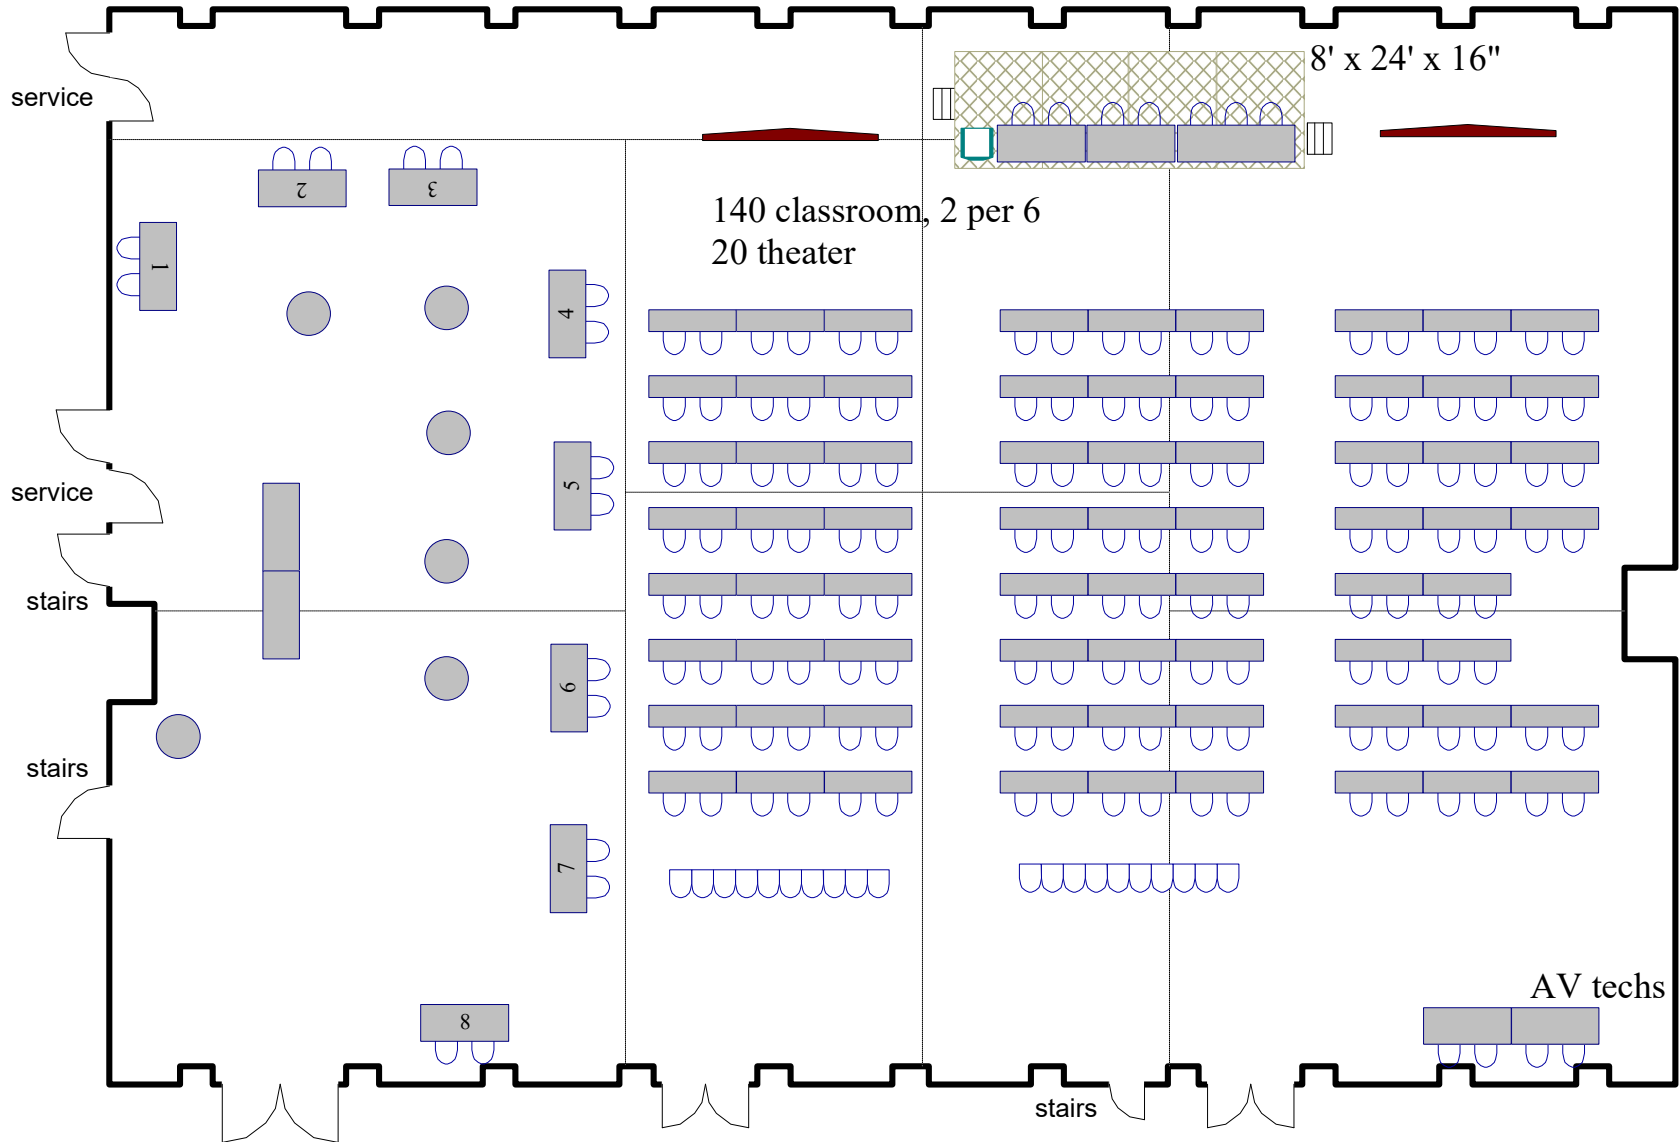 8' x 24' x 16"
service
2
3
140 classroom, 2 per 6
20 theater
1
4
5
service
stairs
6
stairs
7
AV techs
8
stairs